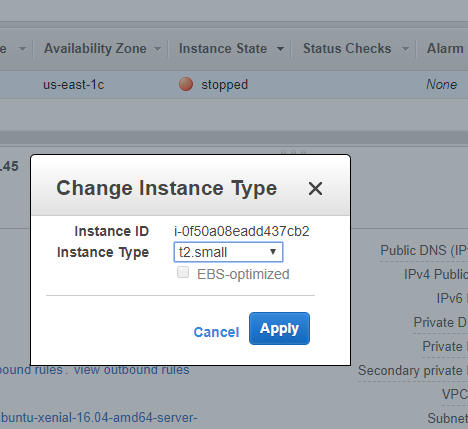 e Availability Zone Instance State Status Checks Alarm
us-east-1c stopped None
.45
Change Instance Type
Instance ID i-0f50a08eadd437cb2
Instance Type t2.small
EBS-optimized
Cancel Apply
Public DNS (IP
IPv4 Public
IPv6
Private D
Private
Secondary private
VPC
Subnet
ound rules. view outbound rules
buntu-xenial-16.04-amd64-server-